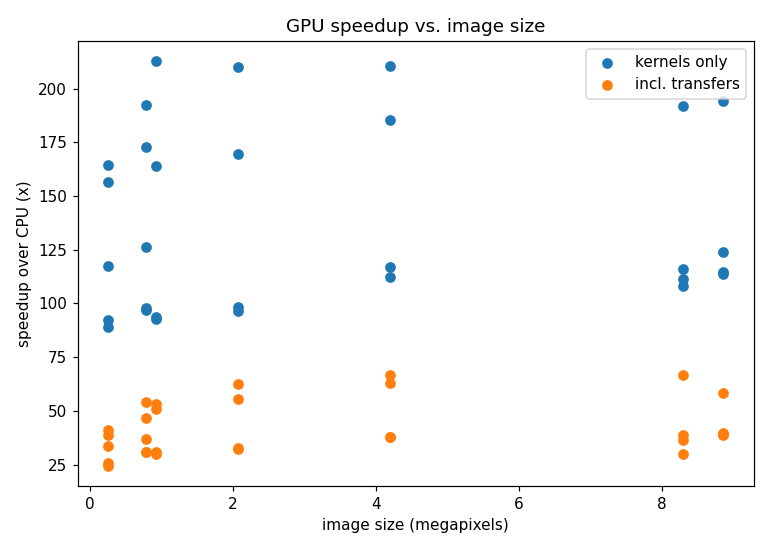 GPU speedup vs. image size
kernels only
incl. transfers
200
175
150
125
100
75
50
25
speedup over CPU (x)
0 2 4 6 8
image size (megapixels)